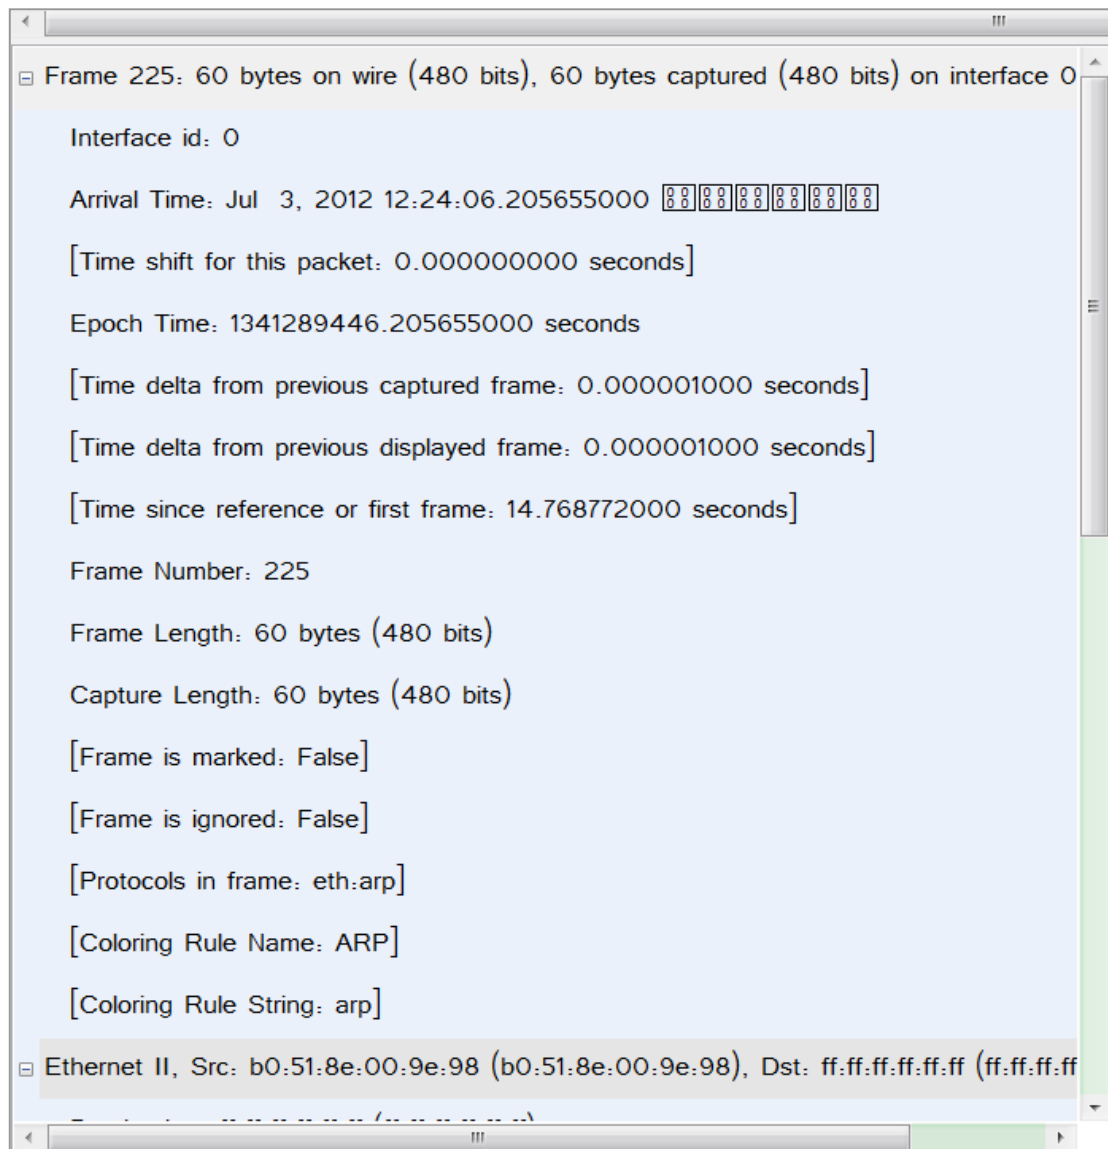 Frame 225: 60 bytes on wire (480 bits), 60 bytes captured (480 bits) on interface 0
Interface id: 0
Arrival Time: Jul  3, 2012 12:24:06.205655000
[Time shift for this packet: 0.000000000 seconds]
Epoch Time: 1341289446.205655000 seconds
[Time delta from previous captured frame: 0.000001000 seconds]
[Time delta from previous displayed frame: 0.000001000 seconds]
[Time since reference or first frame: 14.768772000 seconds]
Frame Number: 225
Frame Length: 60 bytes (480 bits)
Capture Length: 60 bytes (480 bits)
[Frame is marked: False]
[Frame is ignored: False]
[Protocols in frame: eth:arp]
[Coloring Rule Name: ARP]
[Coloring Rule String: arp]
Ethernet II, Src: b0:51:8e:00:9e:98 (b0:51:8e:00:9e:98), Dst: ff:ff:ff:ff:ff:ff (ff:ff:ff:ff